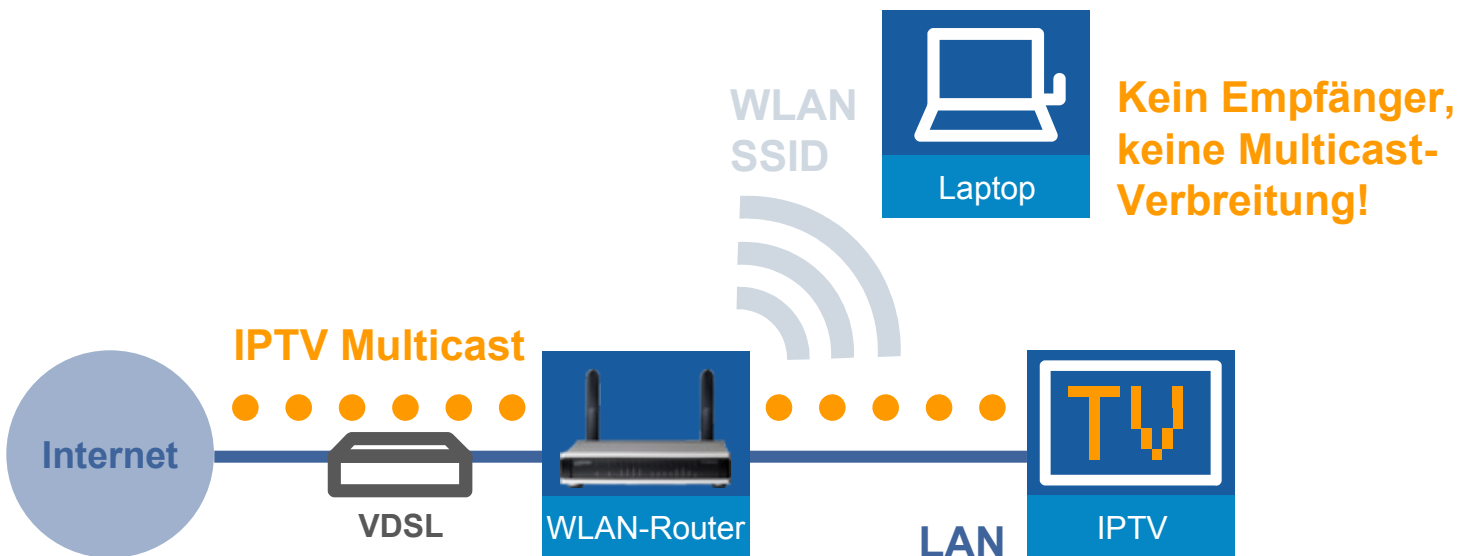 WLAN
SSID
Laptop
Kein Empfänger,
keine Multicast-
Verbreitung!
IPTV Multicast
Internet
VDSL
WLAN-Router
LAN
TV
IPTV